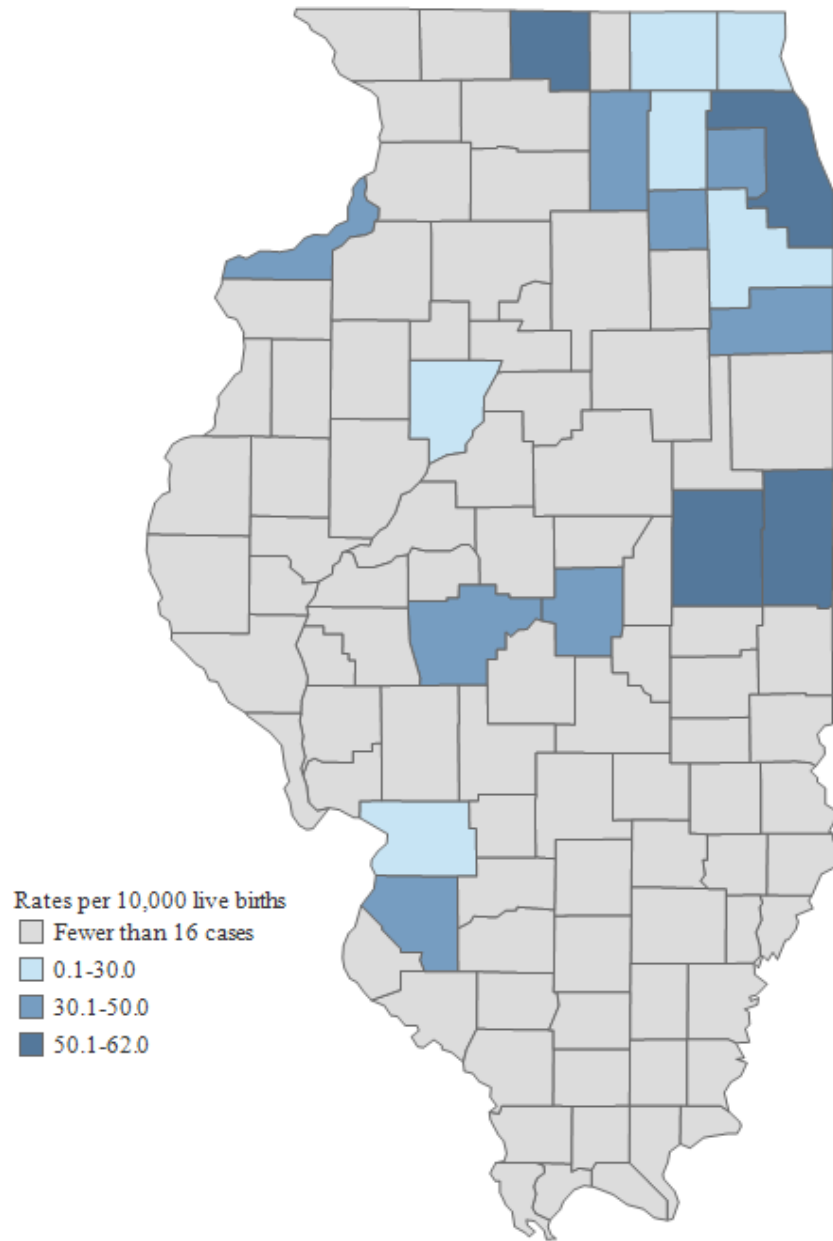 Rates per 10,000 live births
Fewer than 16 cases
0.1-30.0
30.1-50.0
50.1-62.0